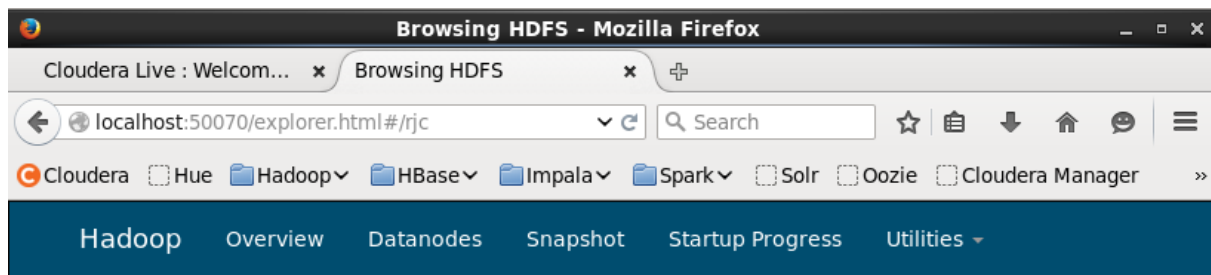 Browsing HDFS - Mozilla Firefox
Cloudera Live : Welcom... Browsing HDFS
localhost:50070/explorer.html#/rjc Search
Cloudera Hue Hadoop HBase Impala Spark Solr Oozie Cloudera Manager »
Hadoop Overview Datanodes Snapshot Startup Progress Utilities